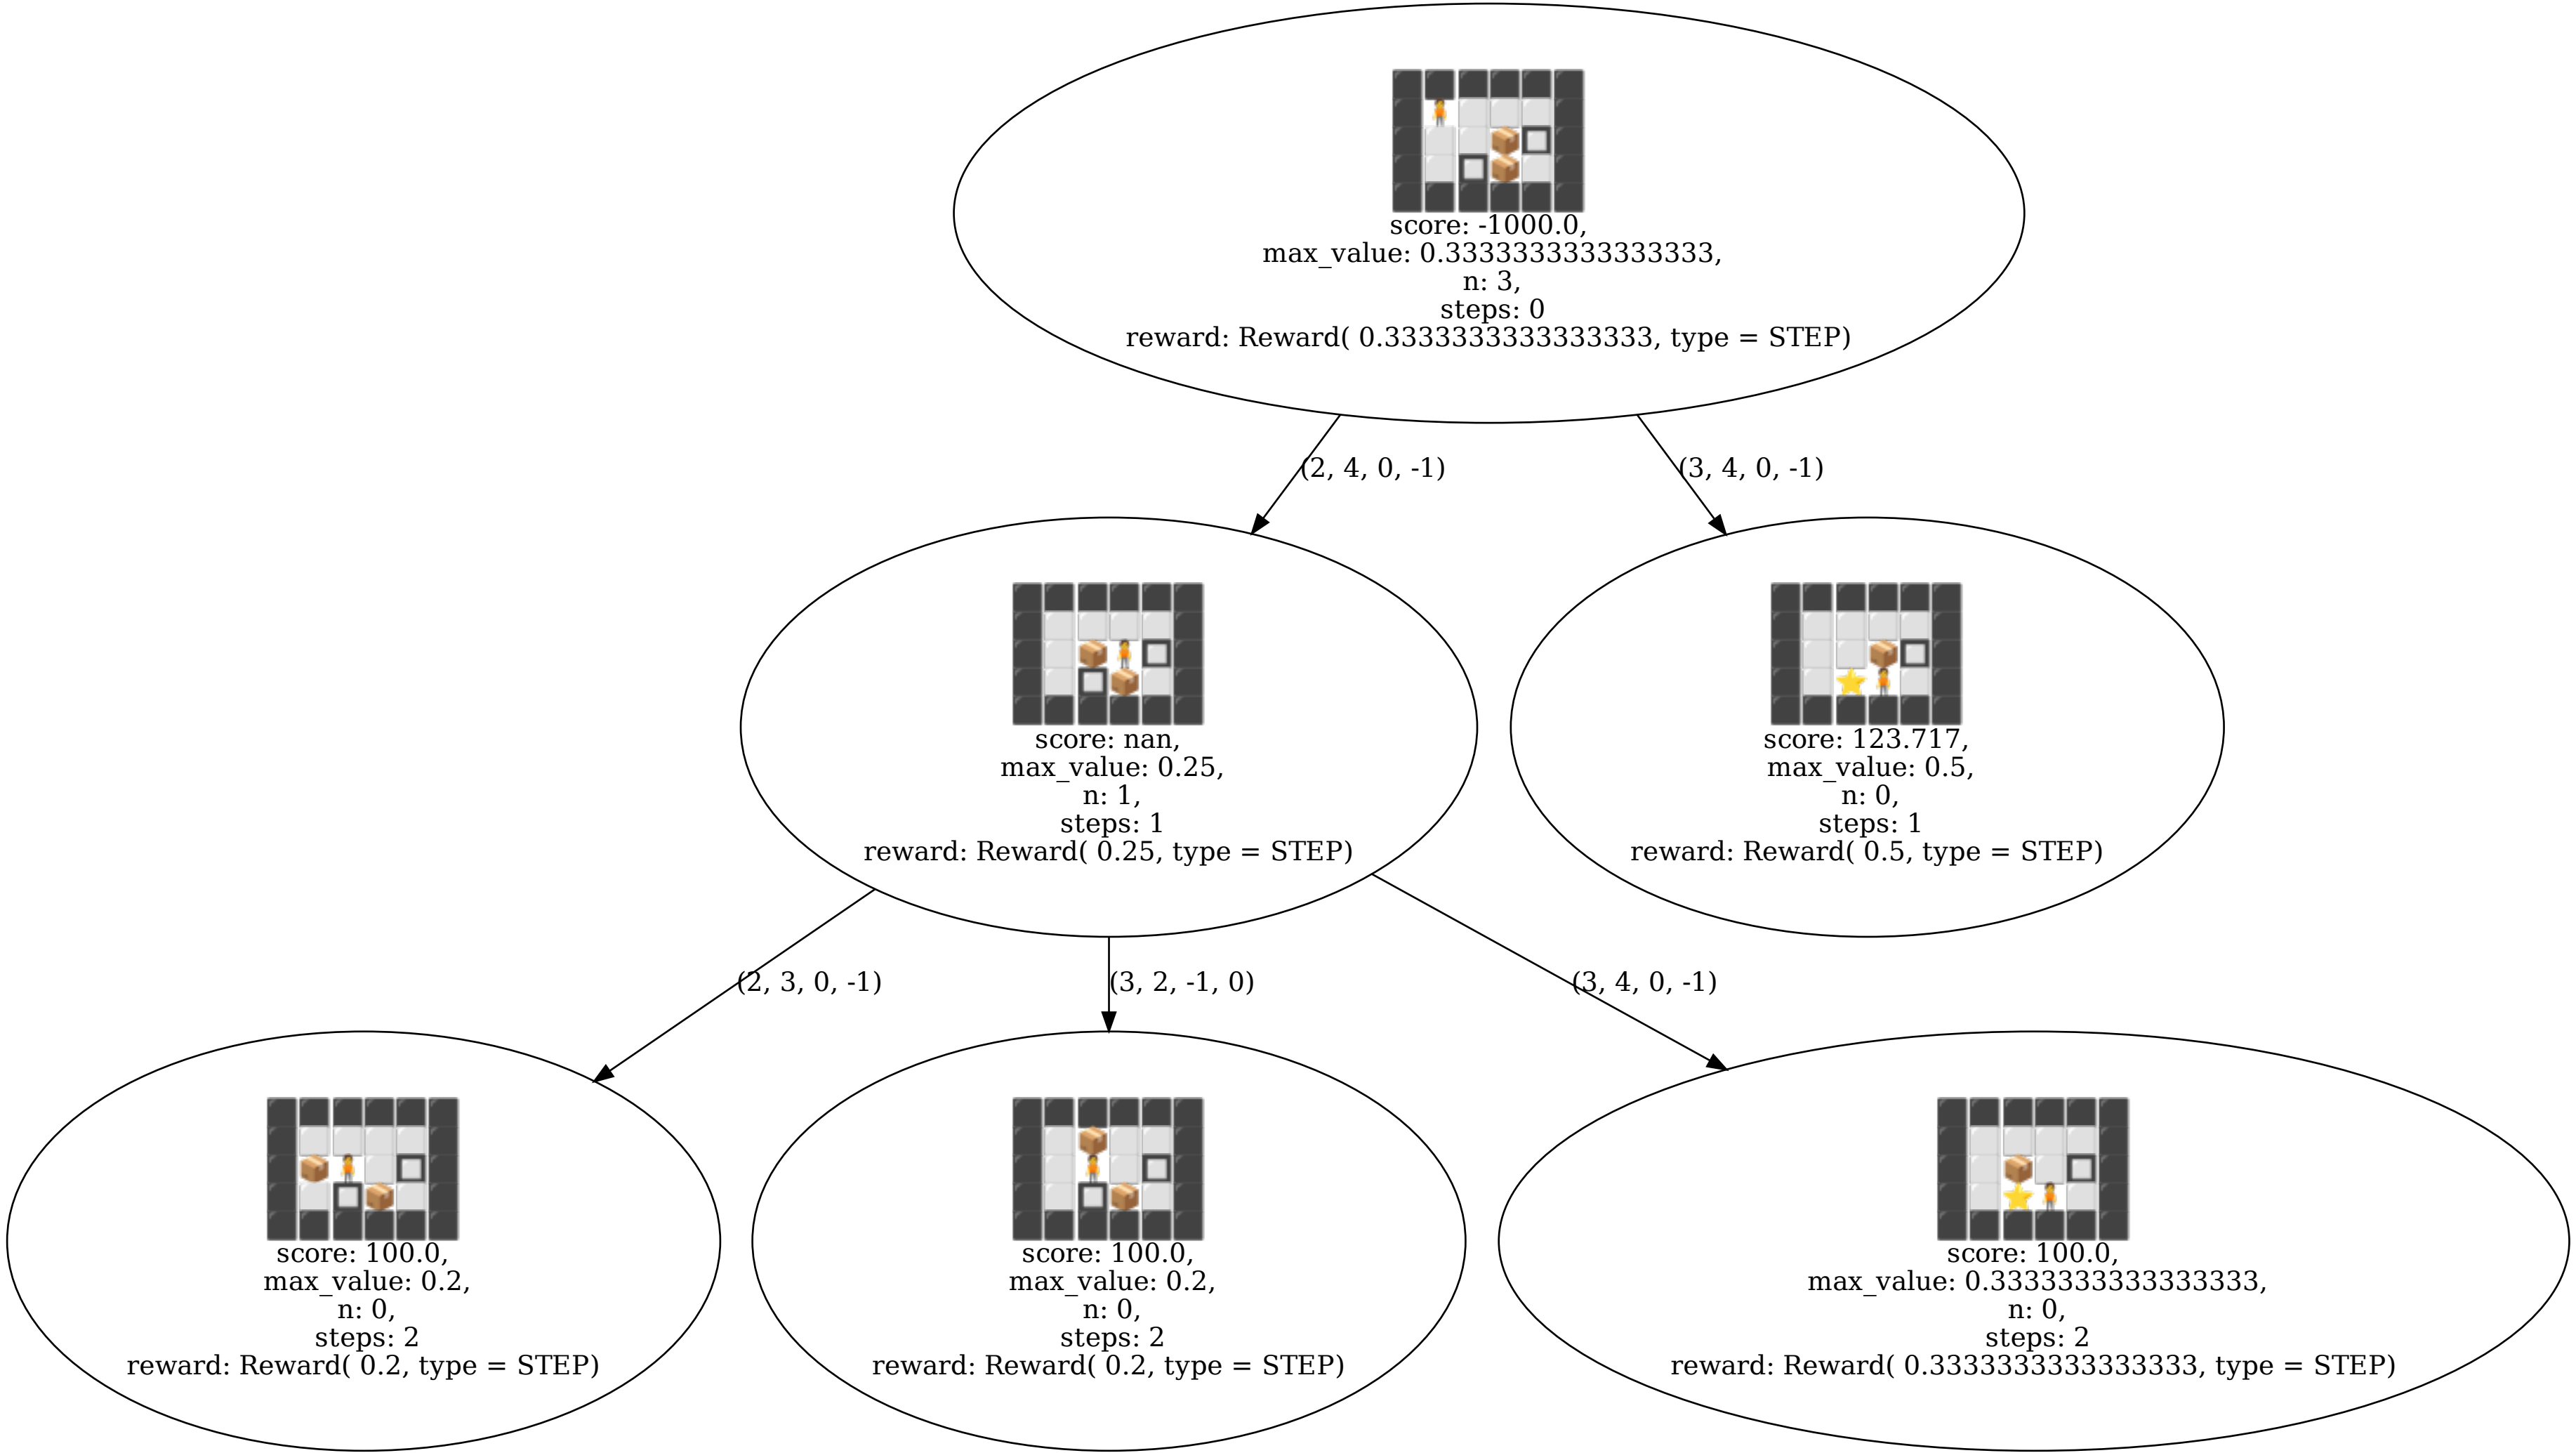 score: -1000.0,
max_value: 0.3333333333333333,
n: 3,
steps: 0
reward: Reward( 0.3333333333333333, type = STEP)
(2, 4, 0, -1)
(3, 4, 0, -1)
score: nan,
max_value: 0.25,
n: 1,
steps: 1
reward: Reward( 0.25, type = STEP)
score: 123.717,
max_value: 0.5,
n: 0,
steps: 1
reward: Reward( 0.5, type = STEP)
(2, 3, 0, -1)
(3, 2, -1, 0)
(3, 4, 0, -1)
score: 100.0,
max_value: 0.2,
n: 0,
steps: 2
reward: Reward( 0.2, type = STEP)
score: 100.0,
max_value: 0.2,
n: 0,
steps: 2
reward: Reward( 0.2, type = STEP)
score: 100.0,
max_value: 0.3333333333333333,
n: 0,
steps: 2
reward: Reward( 0.3333333333333333, type = STEP)